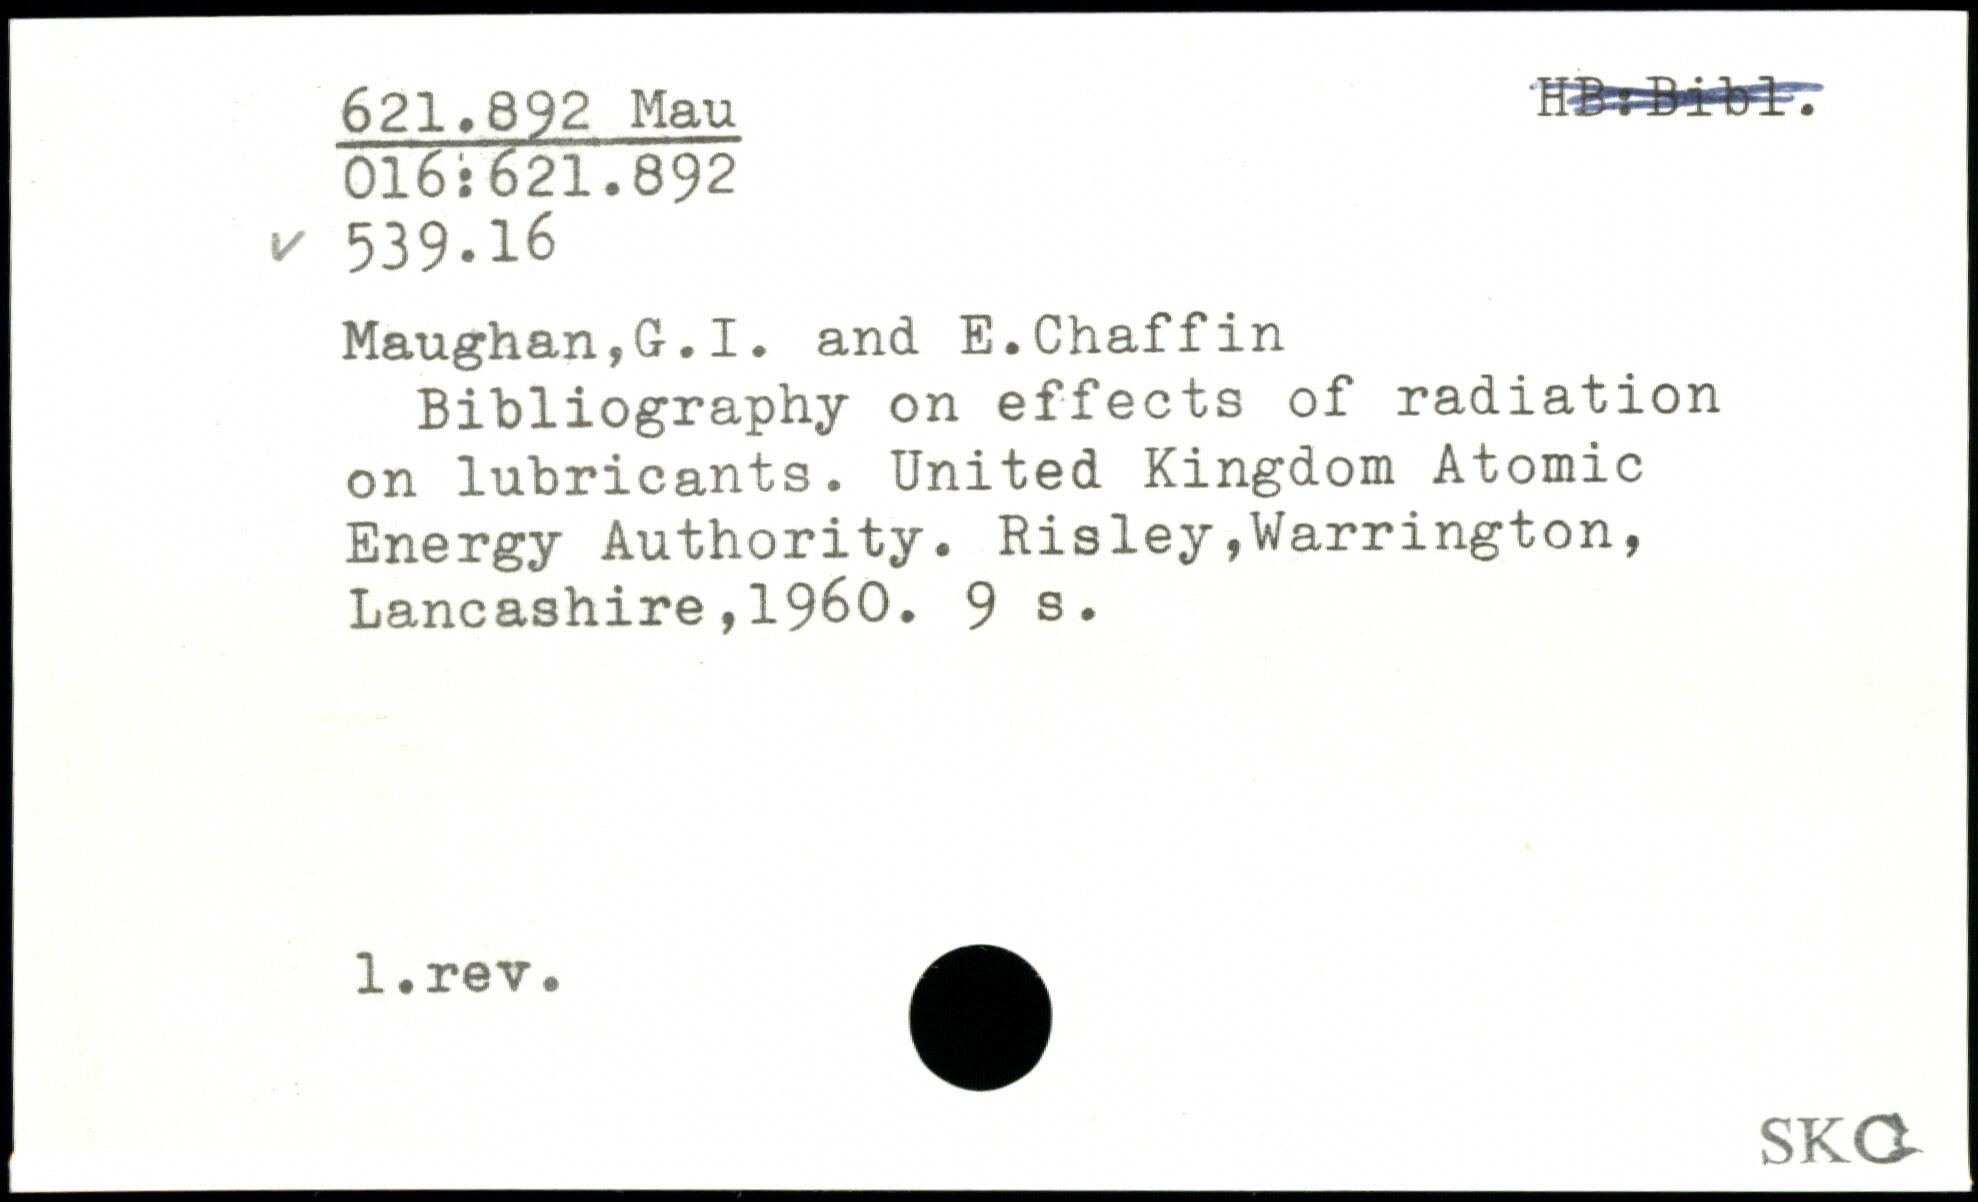 621.892 Mau
HB:Bibl.
016:621.892
✓ 539.16
Maughan,G.I. and E.Chaffin
Bibliography on effects of radiation
on lubricants. United Kingdom Atomic
Energy Authority. Risley,Warrington,
Lancashire,1960. 9 s.
1.rev.